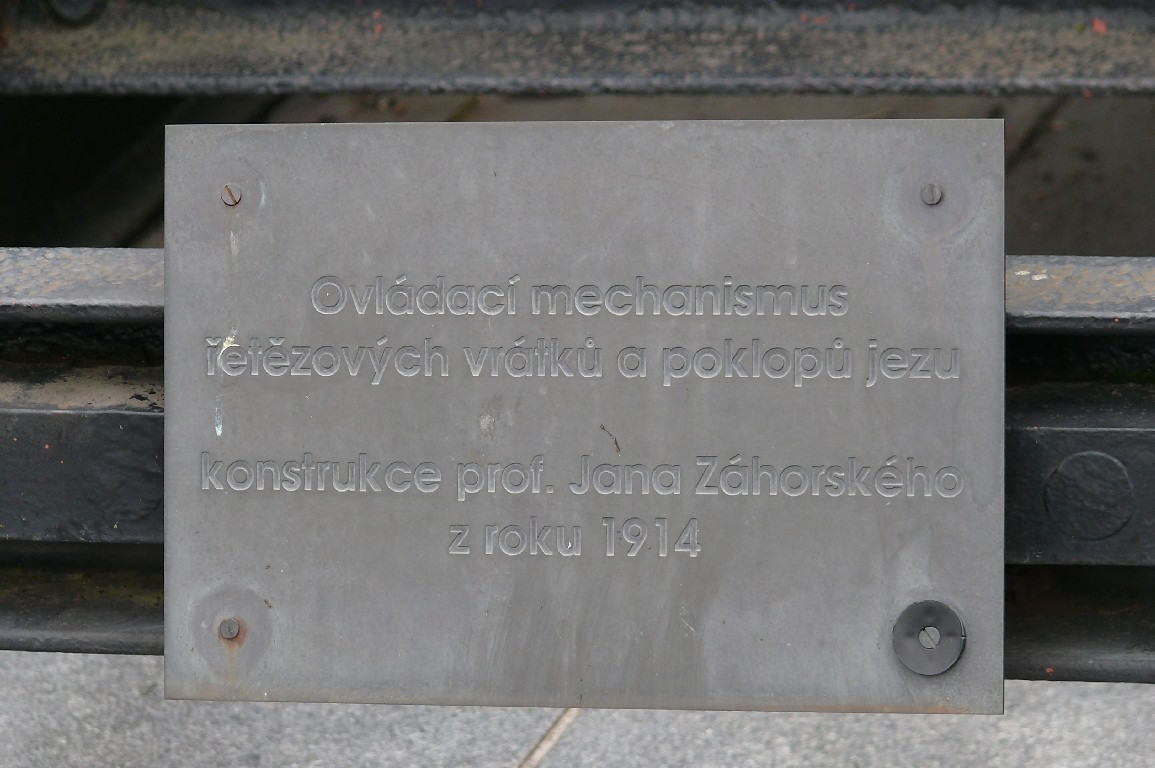 Ovládací mechanismus
řetězových vrátků a poklopů jezu
konstrukce prof. Jana Záhorského
z roku 1914